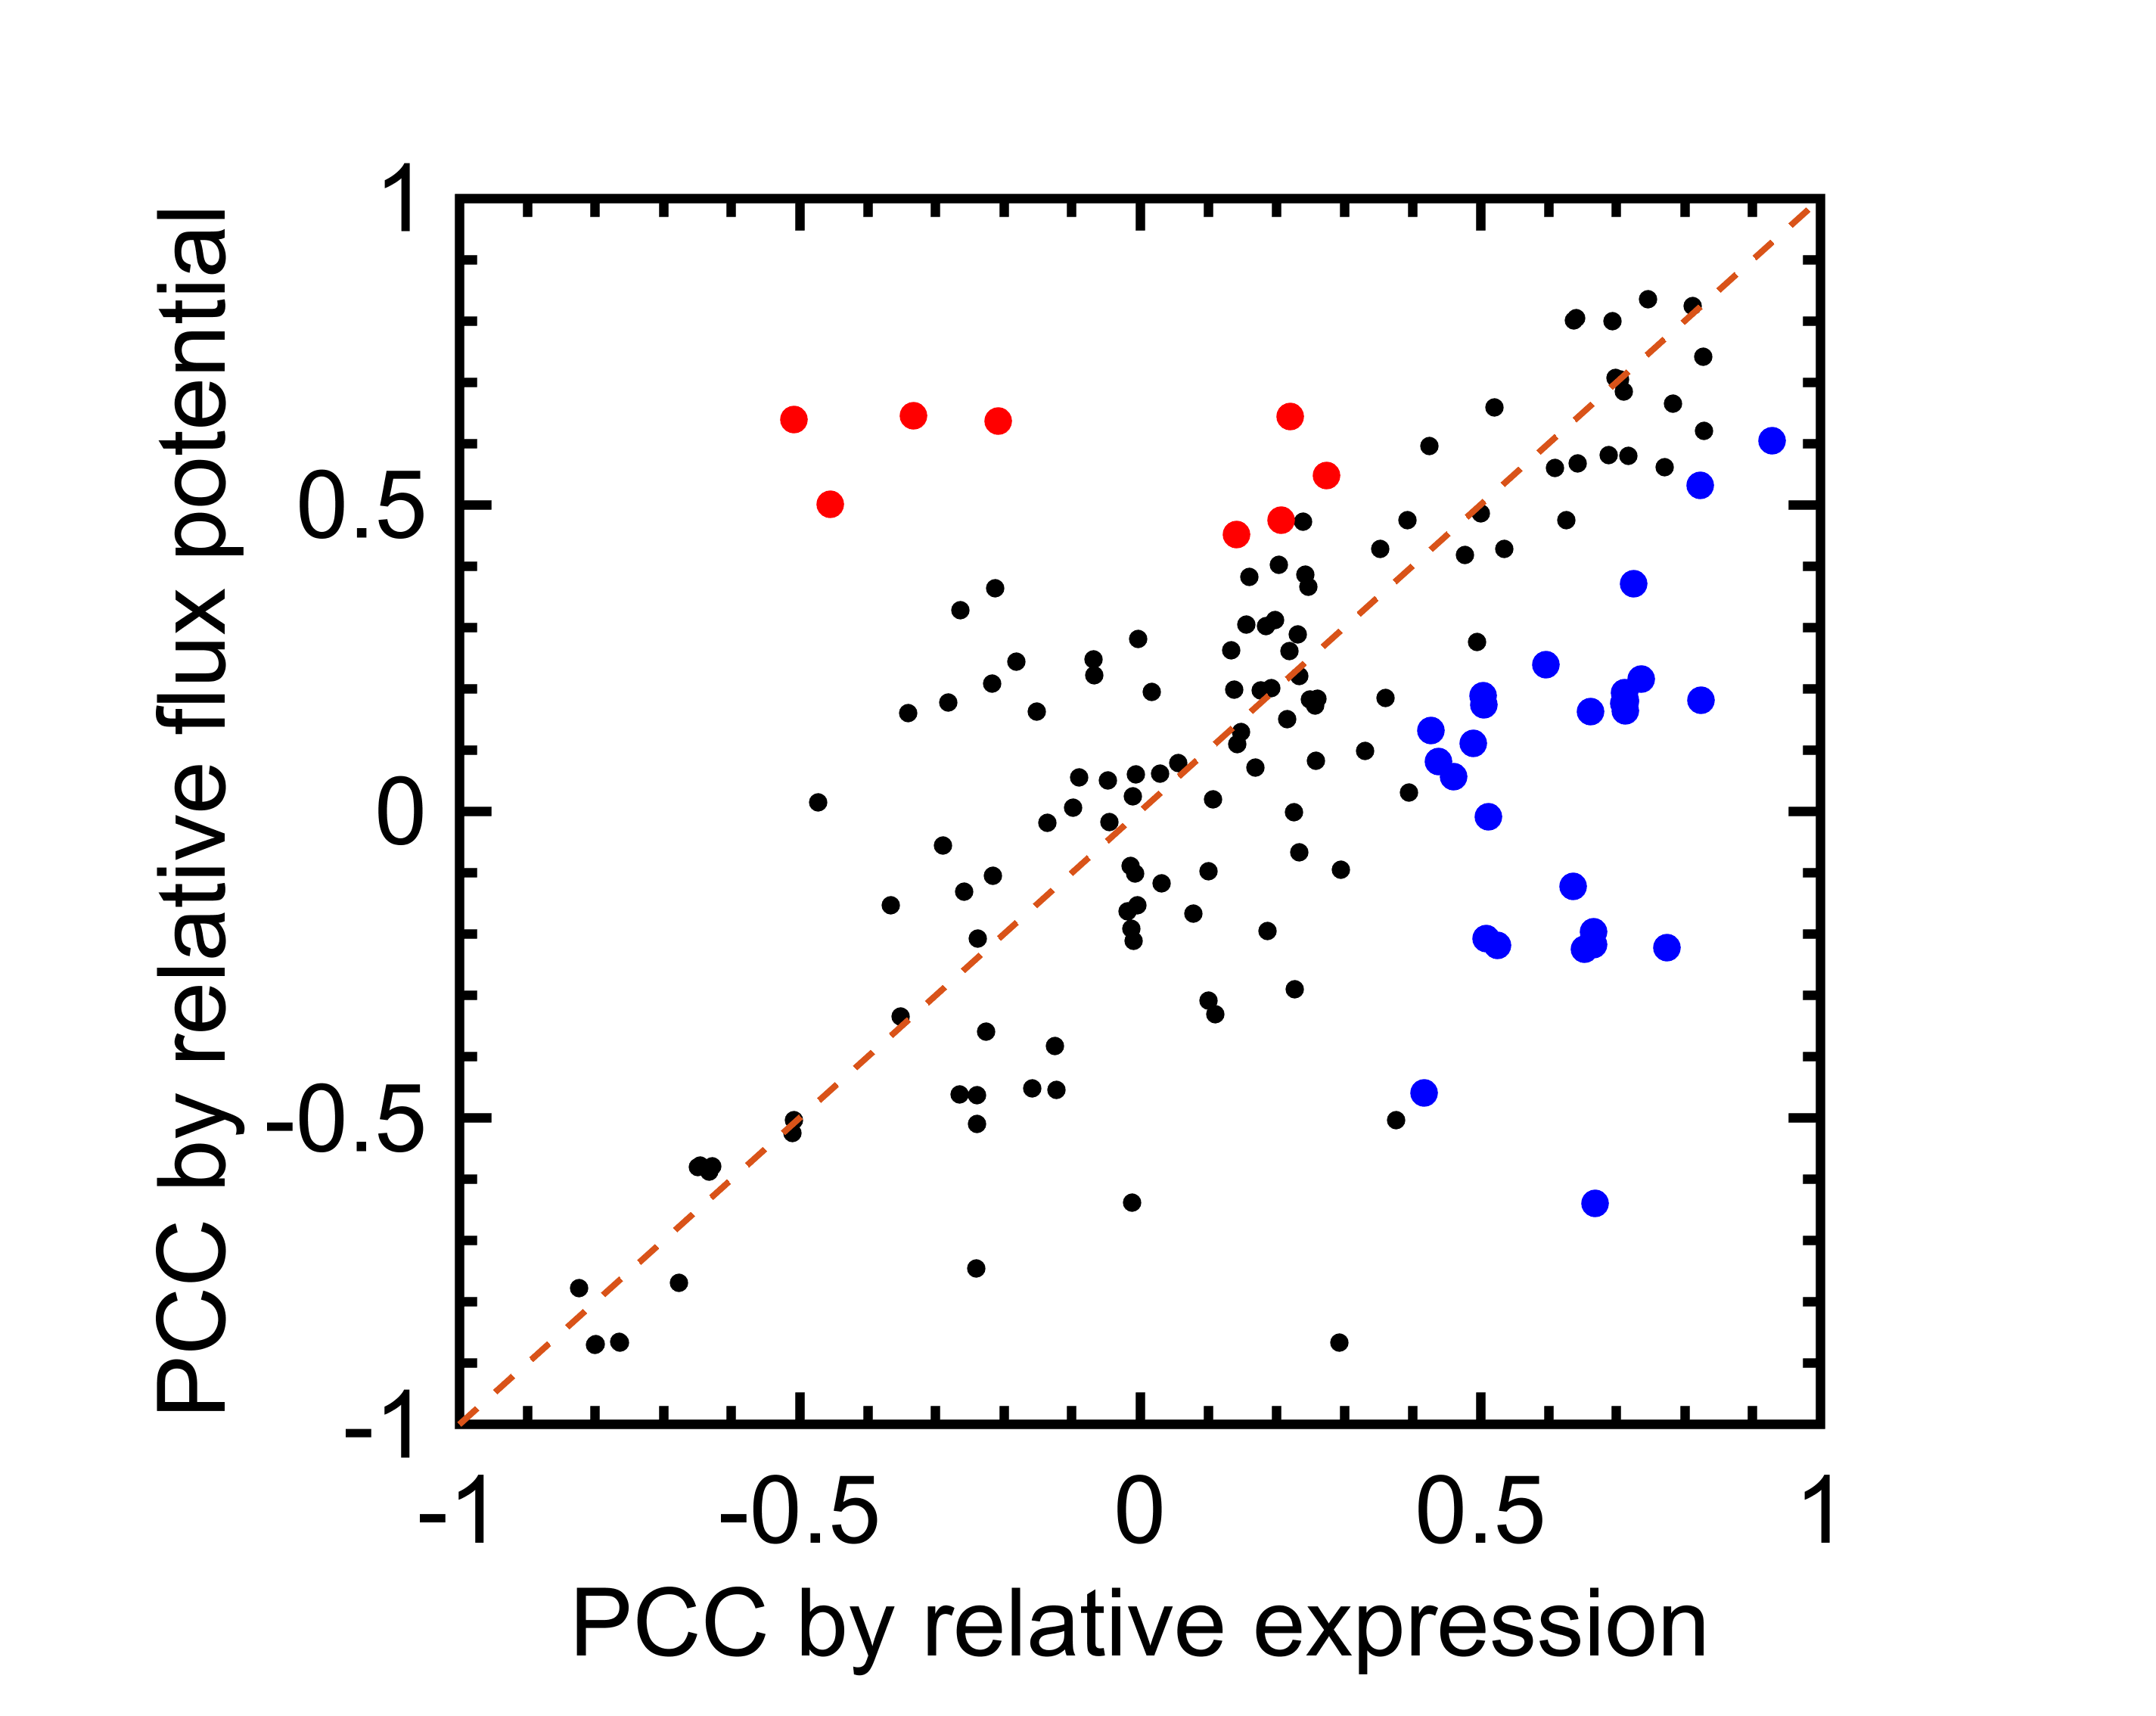 PCC by relative flux potential
1
0.5
0
-0.5
-1
-1 -0.5 0 0.5 1
PCC by relative expression